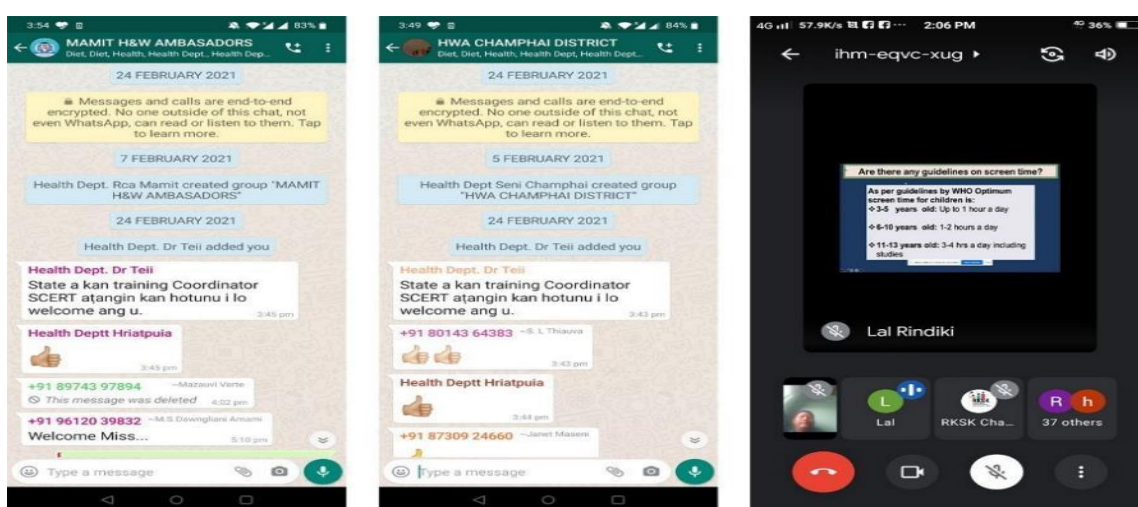 3:54
83%
MAMIT H&W AMBASADORS
Diet, Diet, Health, Health Dept., Health Dep...
24 FEBRUARY 2021
Messages and calls are end-to-end
encrypted. No one outside of this chat, not
even WhatsApp, can read or listen to them. Tap
to learn more.
7 FEBRUARY 2021
Health Dept. Rca Mamit created group "MAMIT
H&W AMBASADORS"
24 FEBRUARY 2021
Health Dept. Dr Teii added you
Health Dept. Dr Teii
State a kan training Coordinator
SCERT aṭangin kan hotunu i lo
welcome ang u.
3:45 pm
Health Deptt Hriatpuia
3:45 pm
+91 89743 97894 ~Mazauvi Varte
This message was deleted 4:02 pm
+91 96120 39832 ~M.S Dawngliani Amami
Welcome Miss...
5:10 pm
Type a message
3:49
84%
HWA CHAMPHAI DISTRICT
Diet, Diet, Health, Health Dept, Health Dept...
24 FEBRUARY 2021
Messages and calls are end-to-end
encrypted. No one outside of this chat, not
even WhatsApp, can read or listen to them. Tap
to learn more.
5 FEBRUARY 2021
Health Dept Seni Champhai created group
"HWA CHAMPHAI DISTRICT"
24 FEBRUARY 2021
Health Dept. Dr Teii added you
Health Dept. Dr Teii
State a kan training Coordinator
SCERT aṭangin kan hotunu i lo
welcome ang u.
3:43 pm
+91 80143 64383 ~S. L Thiauva
3:43 pm
Health Deptt Hriatpuia
3:44 pm
+91 87309 24660 ~Janet Maseni
Type a message
4G 57.9K/s 2:06 PM 4G 36%
ihm-eqvc-xug
Are there any guidelines on screen time?
As per guidelines by WHO Optimum
screen time for children is:
❖3-5 years old: Up to 1 hour a day
❖6-10 years old: 1-2 hours a day
❖11-13 years old: 3-4 hrs a day including
studies
Lal Rindiki
L
R h
Lal
RKSK Cha...
37 others